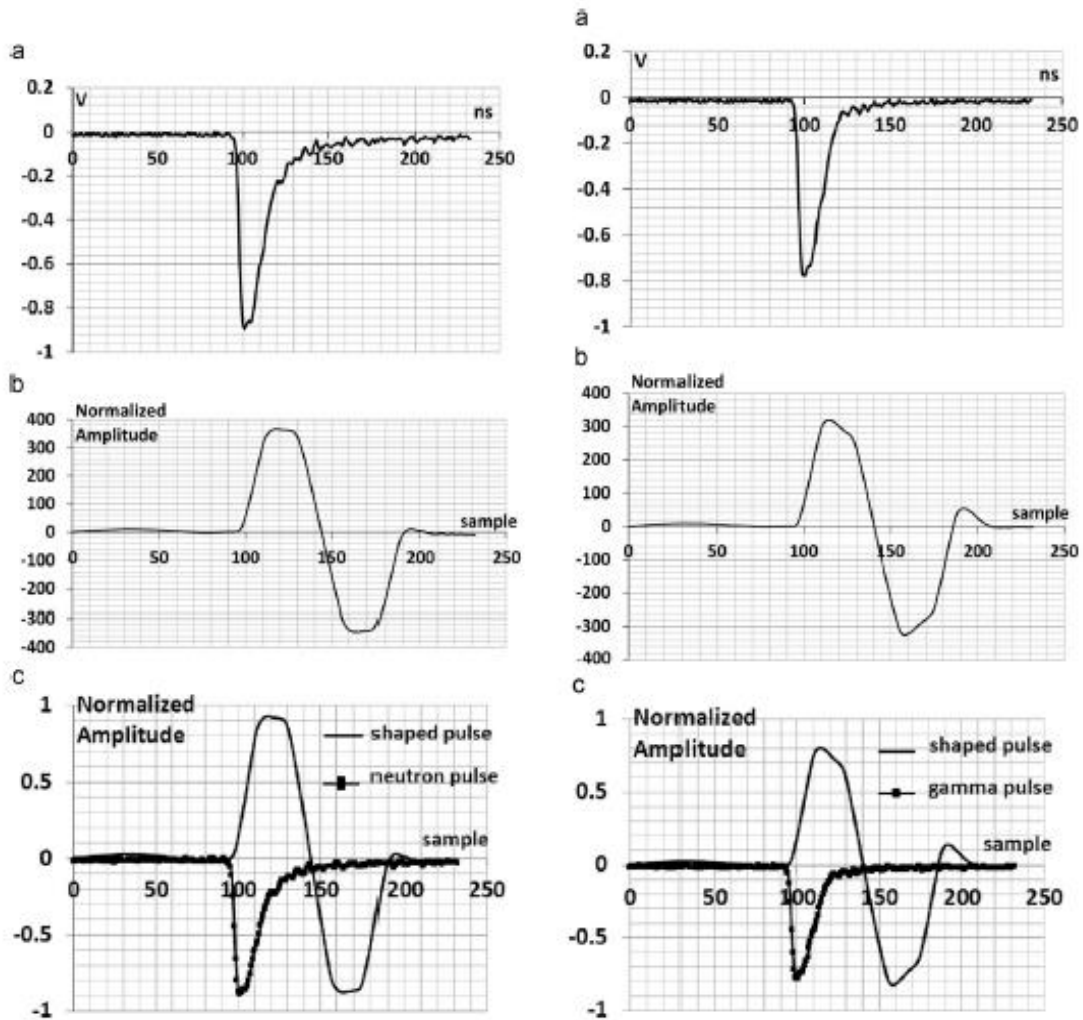 a
V
ns
0.2
0
-0.2
-0.4
-0.6
-0.8
-1
0 50 100 150 200 250
a
V
ns
0.2
0
-0.2
-0.4
-0.6
-0.8
-1
0 50 100 150 200 250
b
Normalized
Amplitude
400
300
200
100
0
-100
-200
-300
-400
sample
0 50 100 150 200 250
b
Normalized
Amplitude
400
300
200
100
0
-100
-200
-300
-400
sample
0 50 100 150 200 250
c
Normalized
Amplitude
shaped pulse
neutron pulse
sample
1
0.5
0
-0.5
-1
0 50 100 150 200 250
c
Normalized
Amplitude
shaped pulse
gamma pulse
sample
1
0.5
0
-0.5
-1
0 50 100 150 200 250